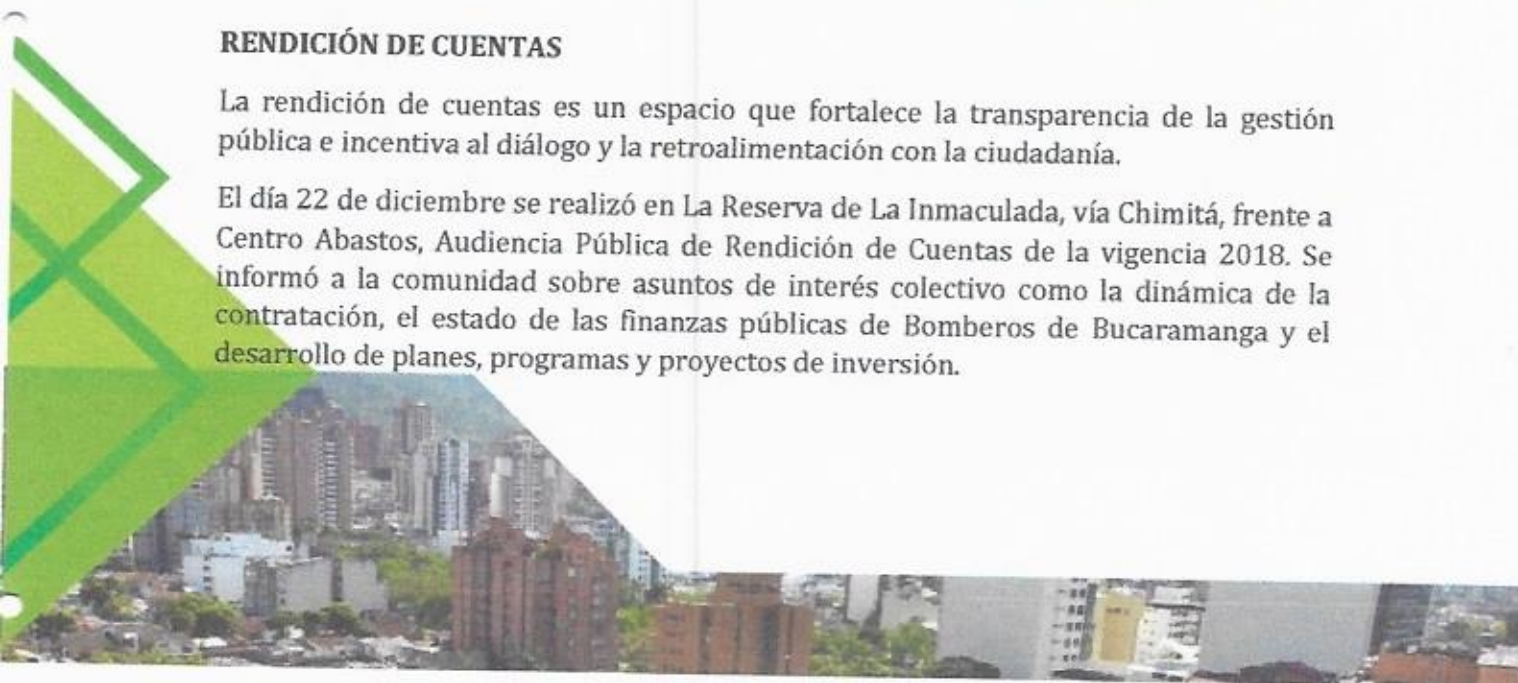 RENDICIÓN DE CUENTAS
La rendición de cuentas es un espacio que fortalece la transparencia de la gestión
pública e incentiva al diálogo y la retroalimentación con la ciudadanía.
El día 22 de diciembre se realizó en La Reserva de La Inmaculada, vía Chimitá, frente a
Centro Abastos, Audiencia Pública de Rendición de Cuentas de la vigencia 2018. Se
informó a la comunidad sobre asuntos de interés colectivo como la dinámica de la
contratación, el estado de las finanzas públicas de Bomberos de Bucaramanga y el
desarrollo de planes, programas y proyectos de inversión.